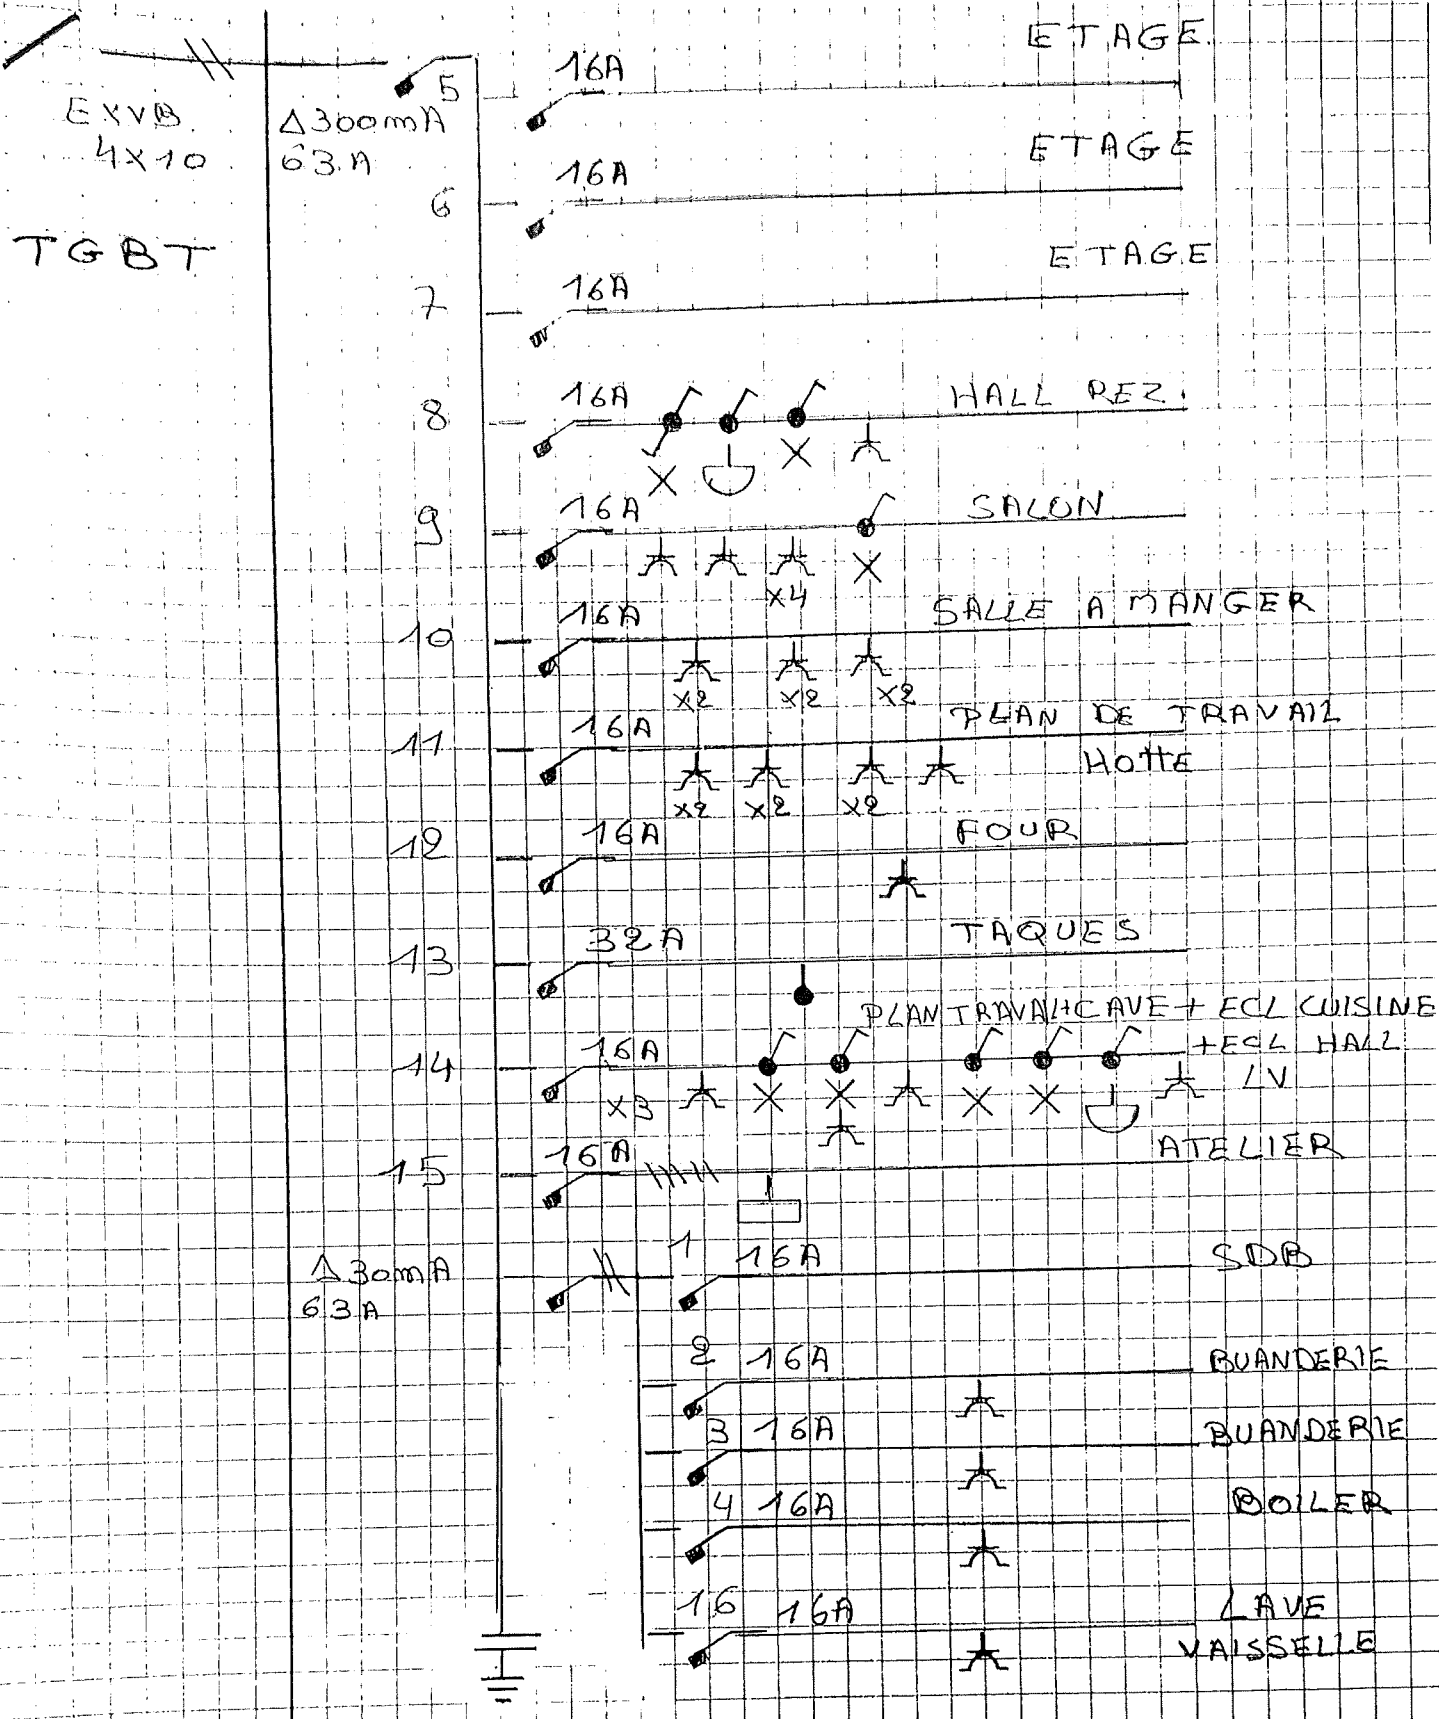 ETAGE
16A
5
EXVB
Δ300mA
4X10
63A
ETAGE
16A
6
TGBT
ETAGE
16A
7
16A
HALL REZ.
8
16A
SALON
9
X4
16A
SALLE A MANGER
10
X2 X2 X2
16A
PLAN DE TRAVAIL
11
HOTTE
X2 X2 X2
16A
FOUR
12
32A
TAQUES
13
PLAN TRAVAI+CAVE + ECL CUISINE
16A
+ECL HALL
14
LV
X3
16A
ATELIER
15
1
16A
SDB
Δ30mA
63A
2
16A
BUANDERIE
3
16A
BUANDERIE
4
16A
BOILER
16
16A
LAVE
VAISSELLE